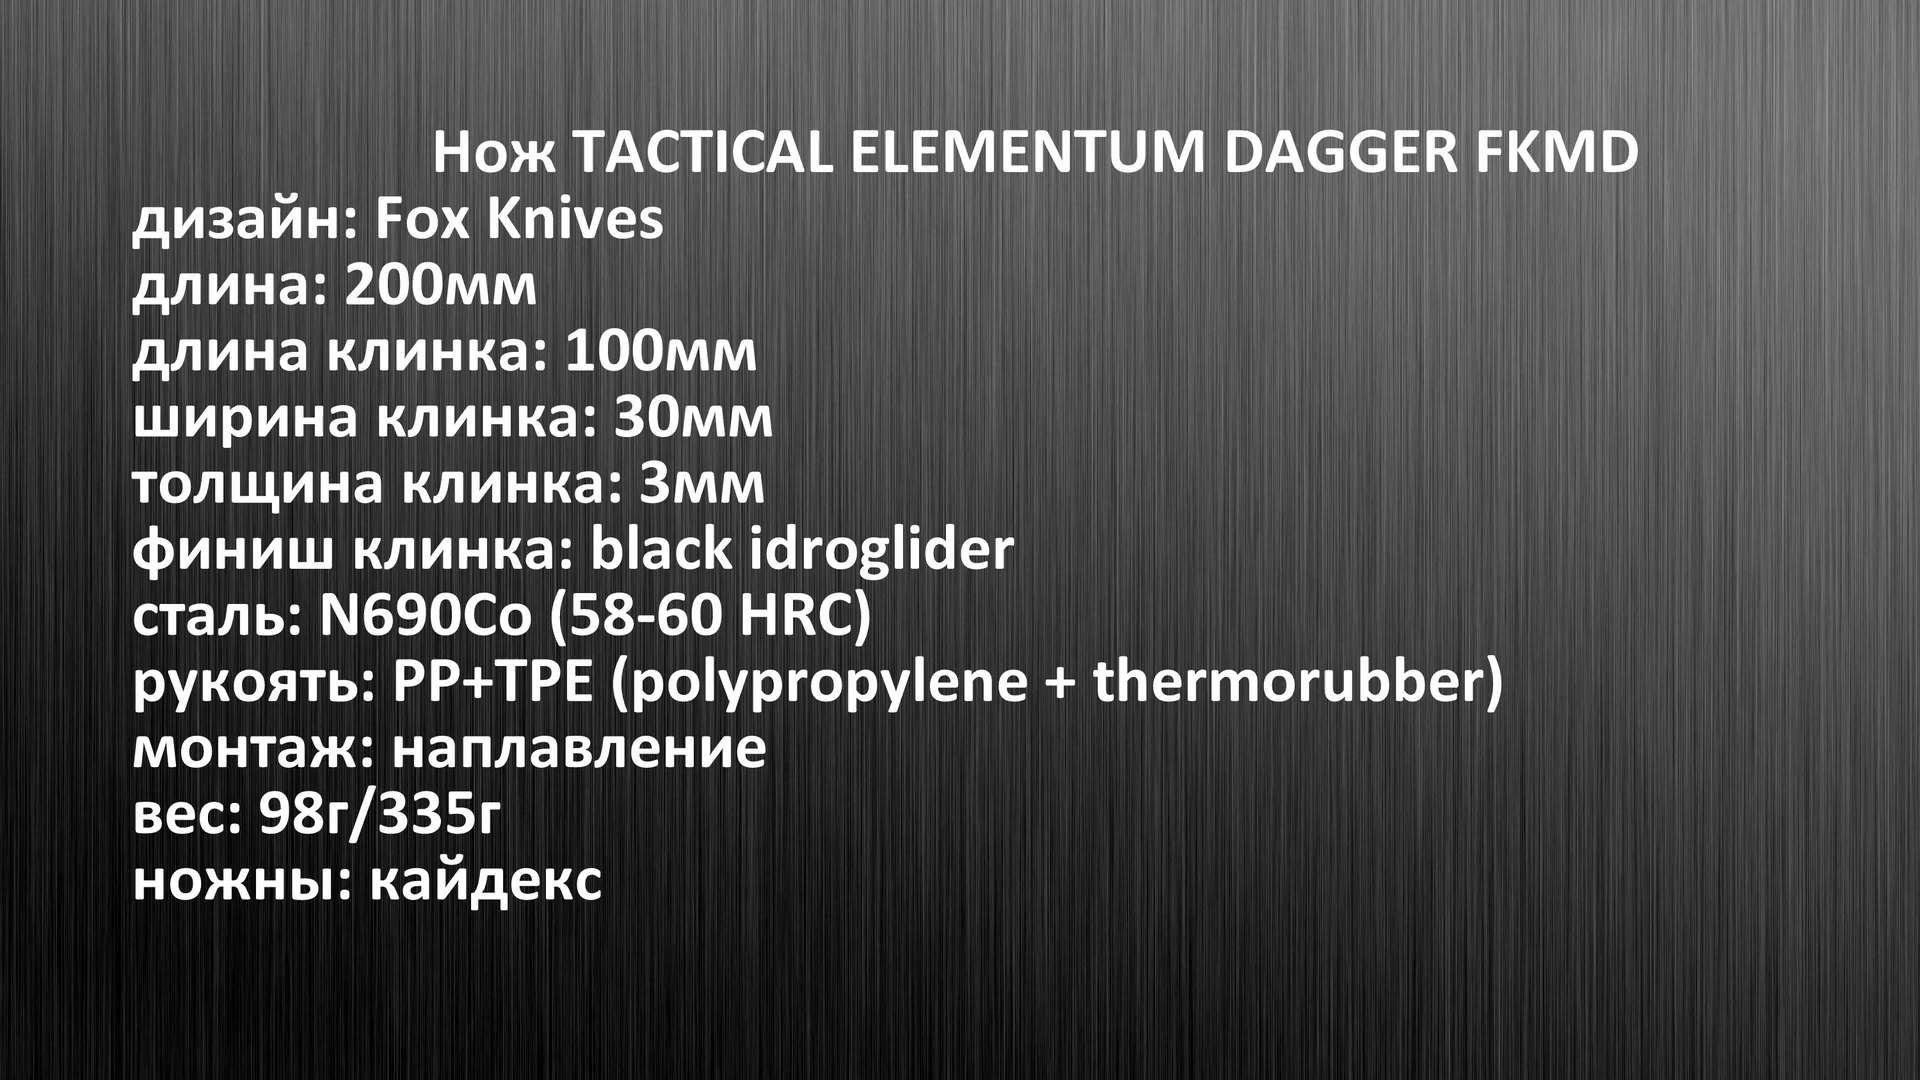 Нож TACTICAL ELEMENTUM DAGGER FKMD
дизайн: Fox Knives
длина: 200мм
длина клинка: 100мм
ширина клинка: 30мм
толщина клинка: 3мм
финиш клинка: black idroglider
сталь: N690Co (58-60 HRC)
рукоять: PP+TPE (polypropylene + thermorubber)
монтаж: наплавление
вес: 98г/335г
ножны: кайдекс